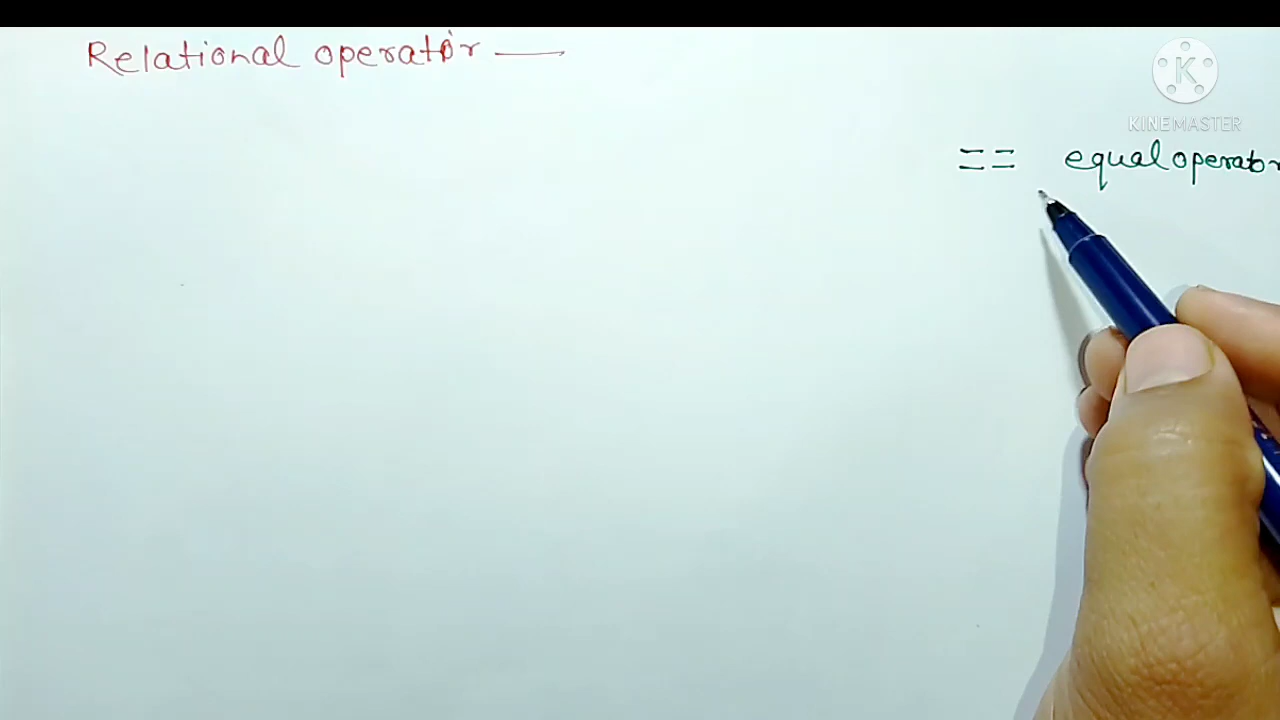 Relational operator —
K
KINEMASTER
== equal operator